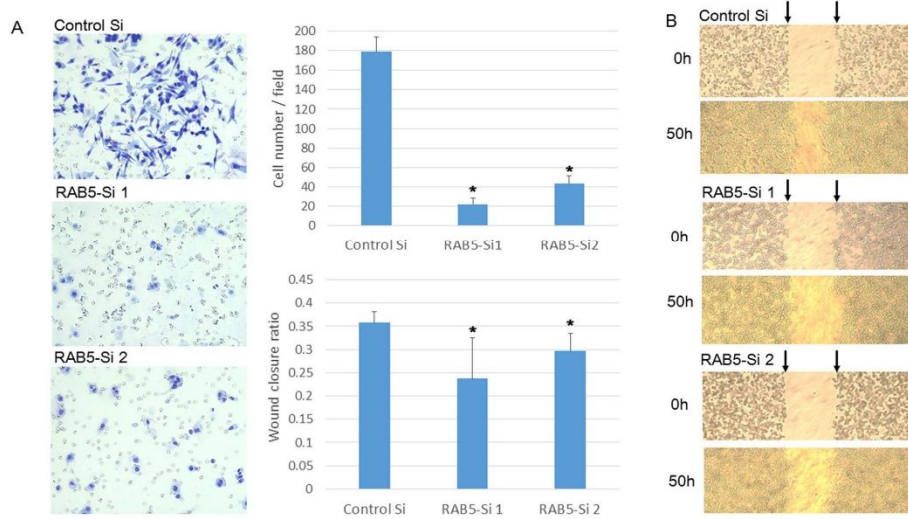 A
Control Si
RAB5-Si 1
RAB5-Si 2
Cell number / field
200
180
160
140
120
100
80
60
40
20
0
*
*
Control Si RAB5-Si1 RAB5-Si2
Wound closure ratio
0.45
0.4
0.35
0.3
0.25
0.2
0.15
0.1
0.05
0
*
*
Control Si RAB5-Si 1 RAB5-Si 2
B
Control Si
0h
50h
RAB5-Si 1
0h
50h
RAB5-Si 2
0h
50h